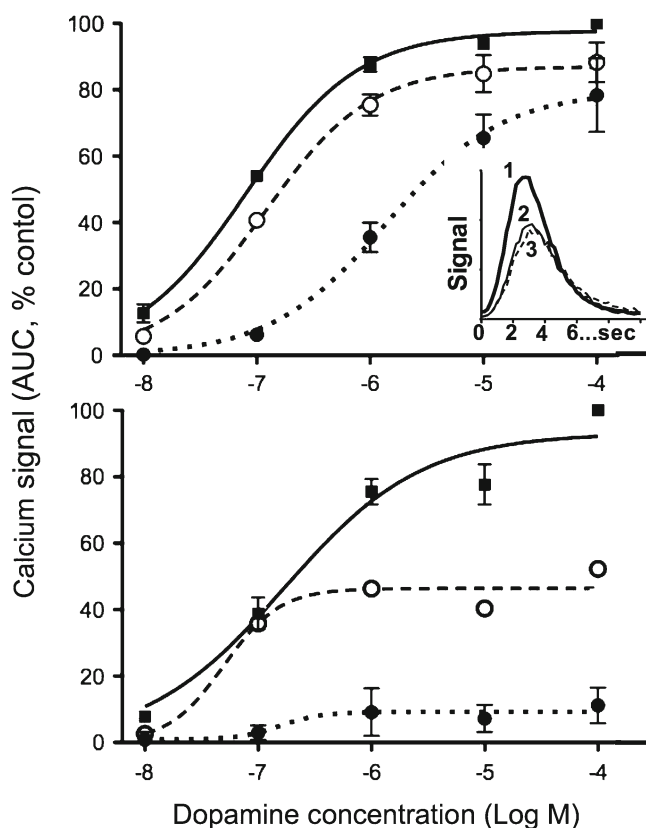 Calcium signal (AUC, % contol)
100
80
60
40
20
0
-8 -7 -6 -5 -4
Signal
1
2
3
0 2 4 6...sec
100
80
60
40
20
0
-8 -7 -6 -5 -4
Dopamine concentration (Log M)